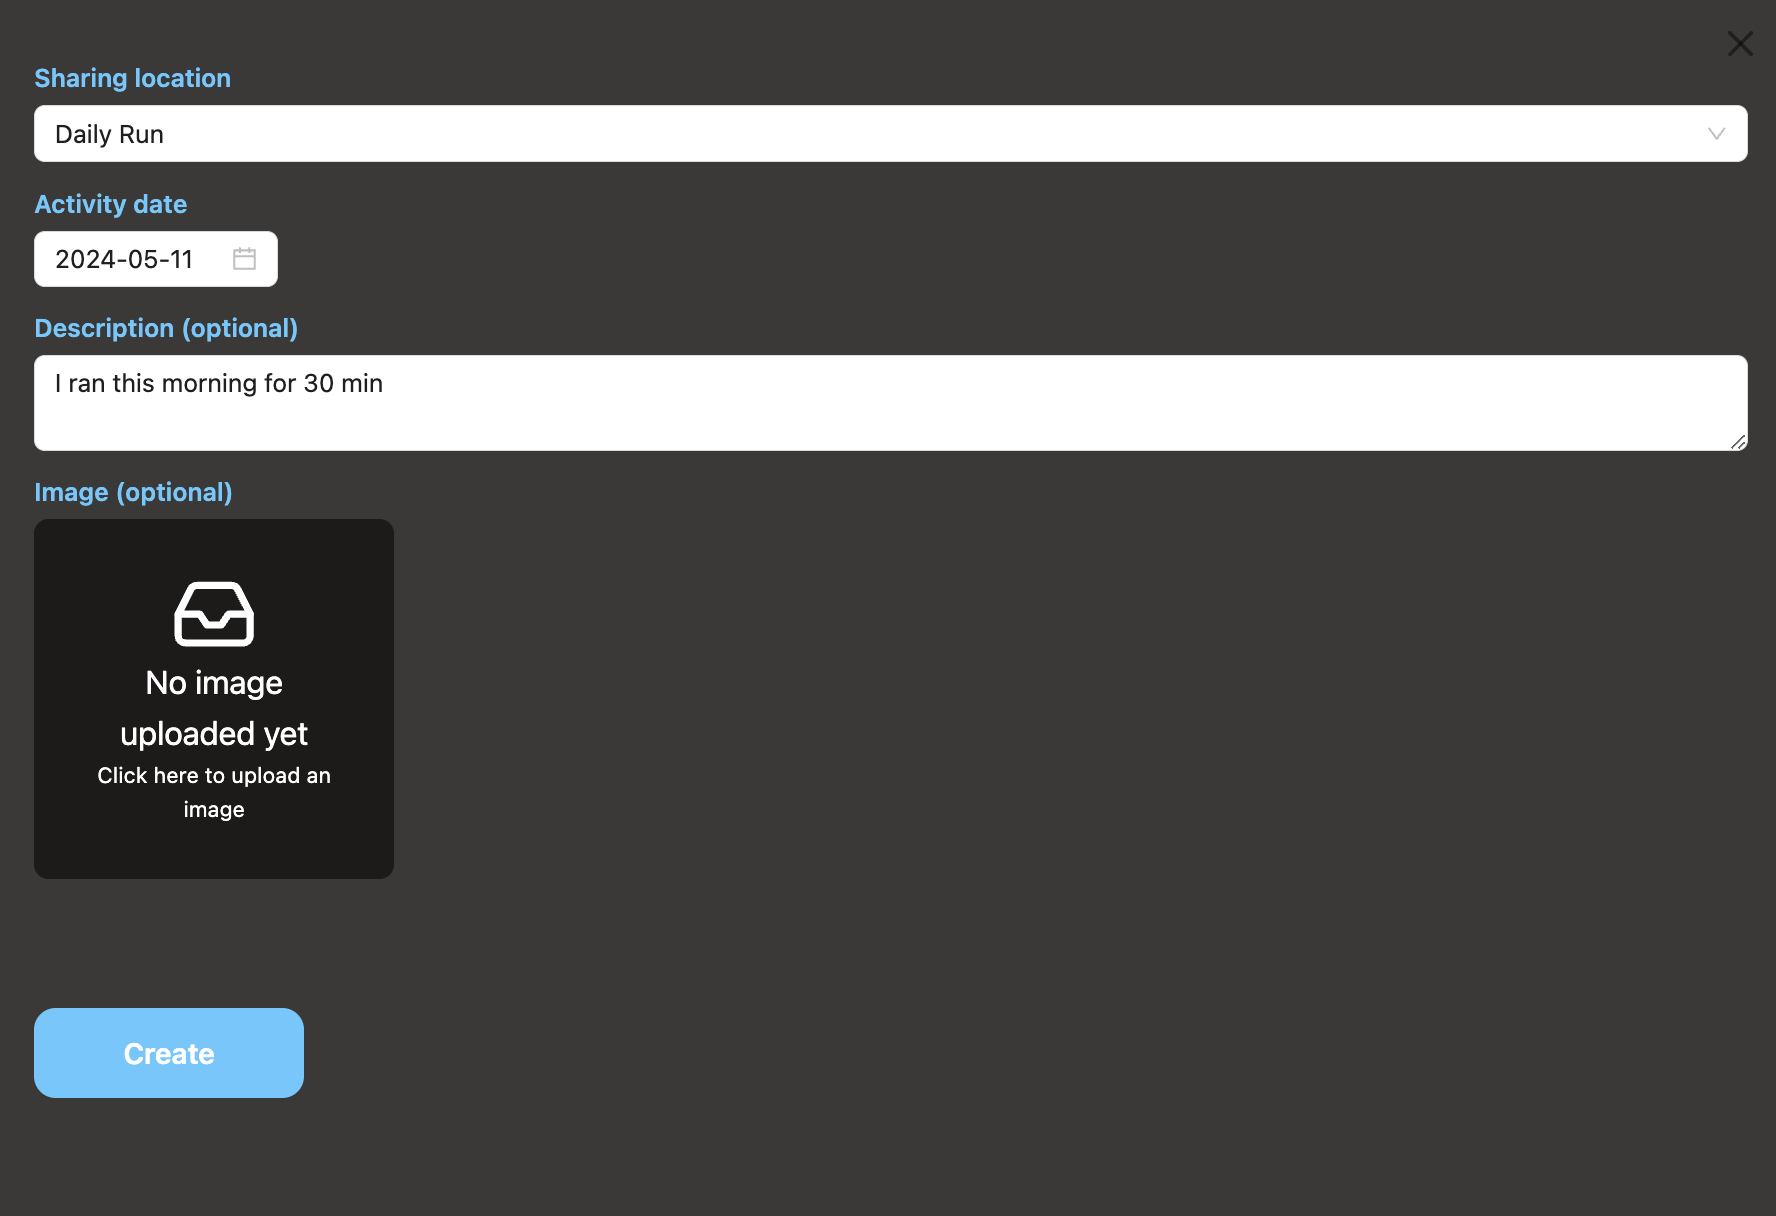 Sharing location
Daily Run
Activity date
2024-05-11
Description (optional)
I ran this morning for 30 min
Image (optional)
No image
uploaded yet
Click here to upload an
image
Create